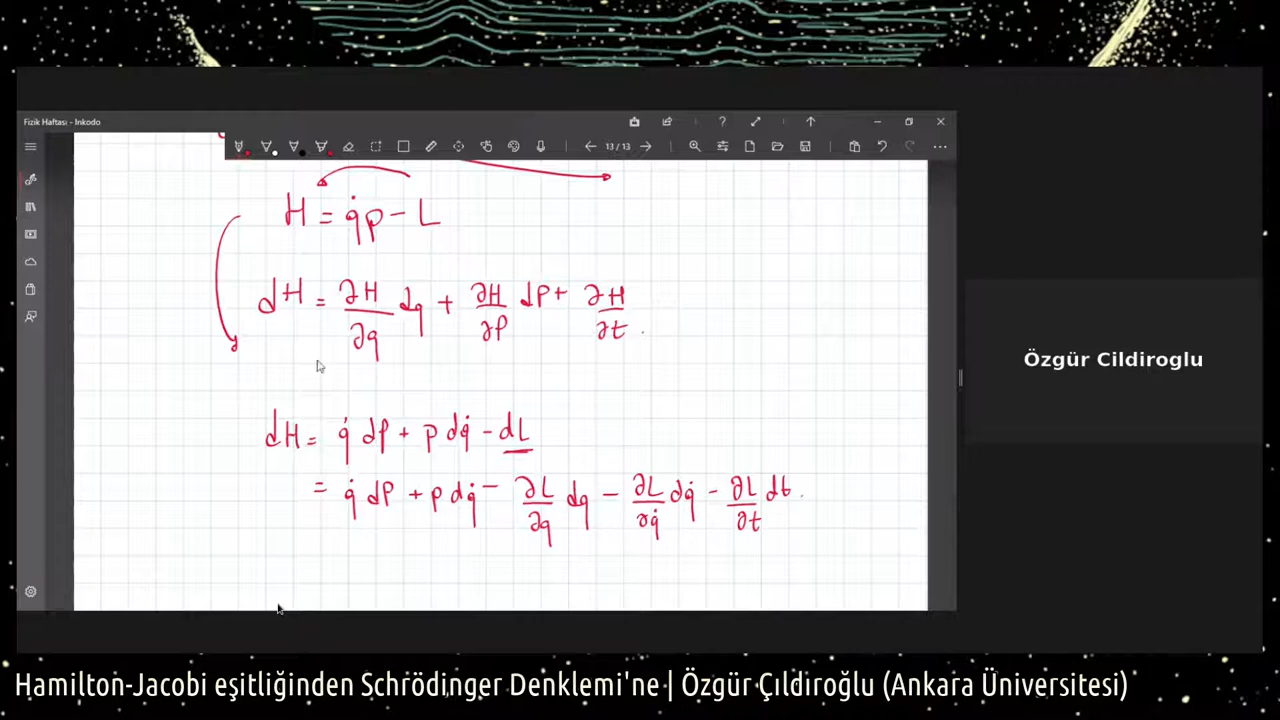 Fizik Haftası - Inkodo
13 / 13
H = q̇p - L
dH = ∂H/∂q dq + ∂H/∂p dp + ∂H/∂t .
Özgür Cildiroglu
dH = q̇ dp + p dq̇ - dL
= q̇ dp + p dq̇ - ∂L/∂q dq - ∂L/∂q̇ dq̇ - ∂L/∂t dt .
Hamilton-Jacobi eşitliğinden Schrödinger Denklemi'ne | Özgür Çıldıroğlu (Ankara Üniversitesi)